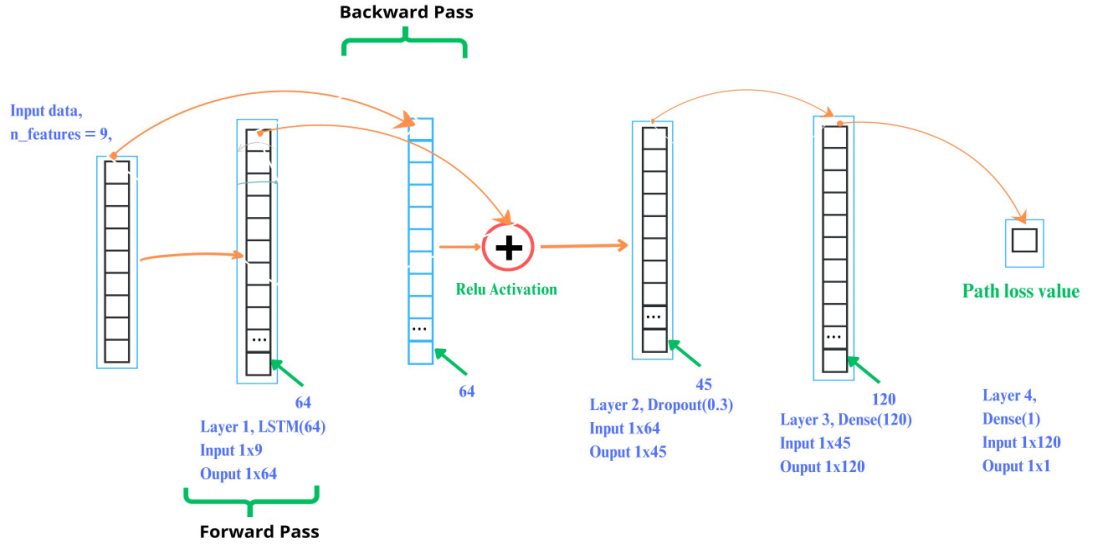 Backward Pass
Input data,
n_features = 9,
...
...
+
Relu Activation
64
Layer 1, LSTM(64)
Input 1x9
Ouput 1x64
Forward Pass
64
...
45
Layer 2, Dropout(0.3)
Input 1x64
Ouput 1x45
...
120
Layer 3, Dense(120)
Input 1x45
Ouput 1x120
Path loss value
Layer 4,
Dense(1)
Input 1x120
Ouput 1x1